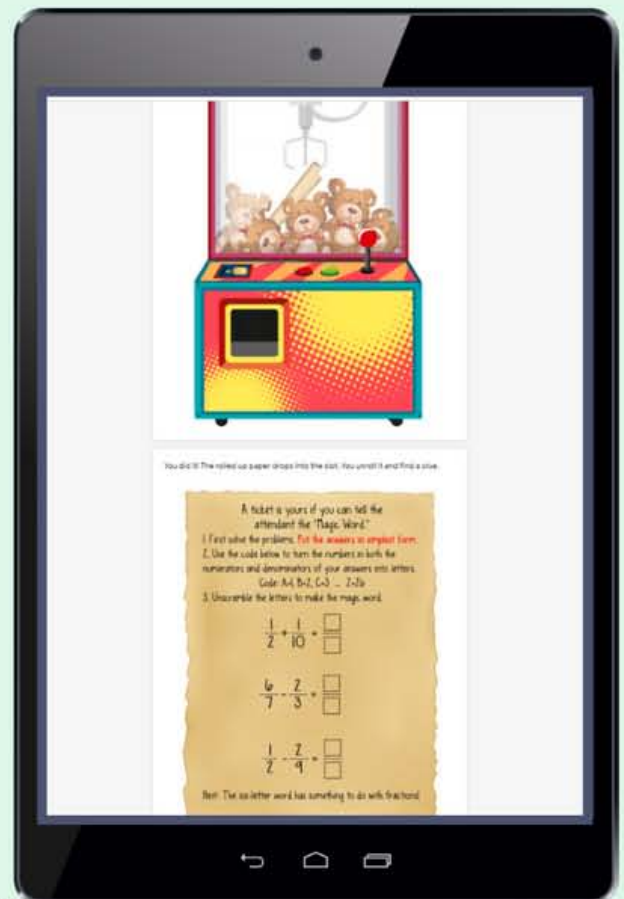 You did it! The rolled up paper drops into the slot. You unroll it and find a clue.
A ticket is yours if you can tell the
attendant the "Magic Word."
1. First solve the problems. Put the answers in simplest form.
2. Use the code below to turn the numbers in both the
numerators and denominators of your answers into letters.
Code: A=1, B=2, C=3 ... Z=26
3. Unscramble the letters to make the magic word.
1/2 + 1/10 =
6/7 - 2/3 =
1/2 - 2/9 =
Hint: The six-letter word has something to do with fractions!